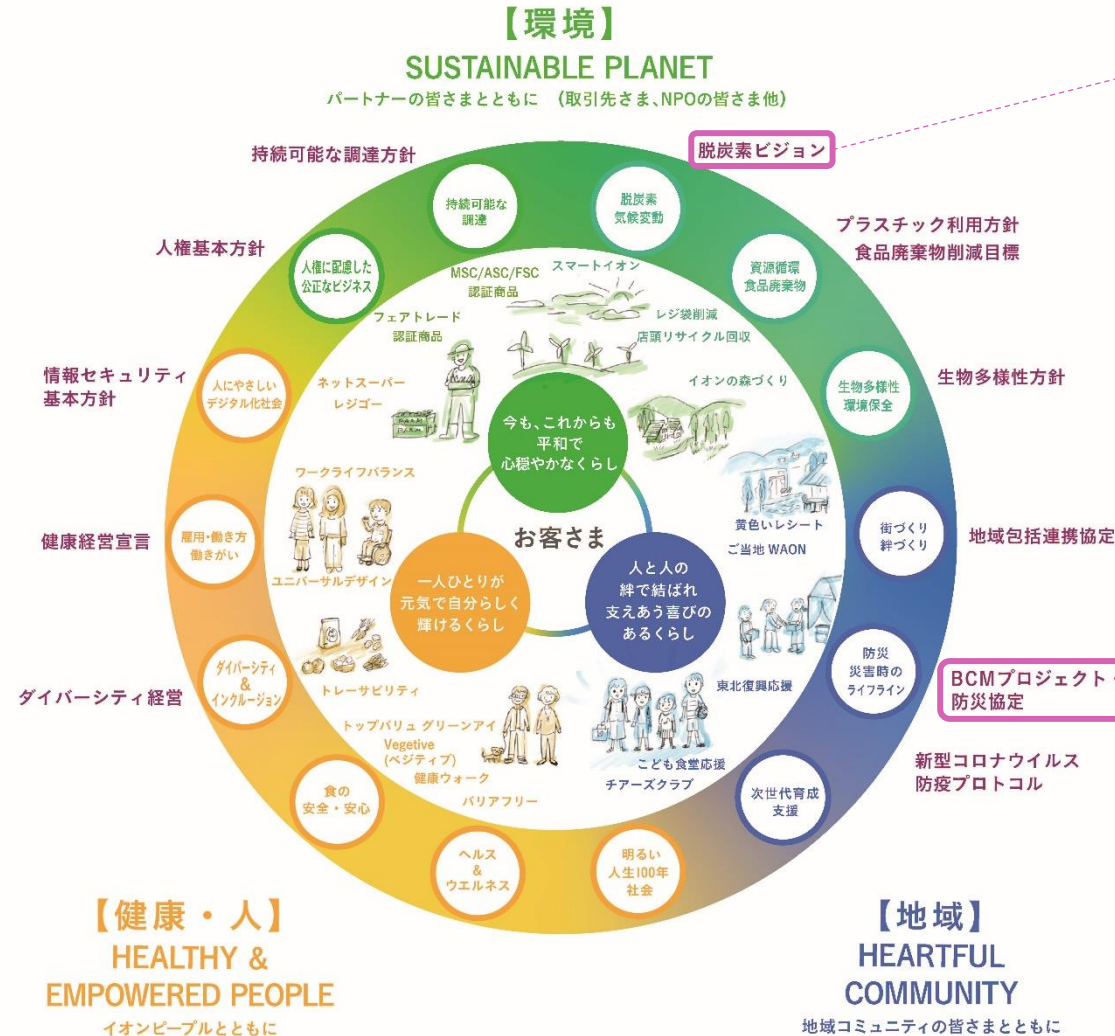 【環境】
SUSTAINABLE PLANET
パートナーの皆さまとともに (取引先さま、NPOの皆さま他)
脱炭素ビジョン
持続可能な調達方針
持続可能な
調達
脱炭素
気候変動
プラスチック利用方針
食品廃棄物削減目標
人権基本方針
人権に配慮した
公正なビジネス
資源循環
食品廃棄物
MSC/ASC/FSC
認証商品
スマートイオン
フェアトレード
認証商品
レジ袋削減
店頭リサイクル回収
情報セキュリティ
基本方針
人にやさしい
デジタル化社会
ネットスーパー
レジゴー
イオンの森づくり
生物多様性
環境保全
生物多様性方針
今も、これからも
平和で
心穏やかなくらし
ワークライフバランス
お客さま
黄色いレシート
ご当地 WAON
街づくり
絆づくり
地域包括連携協定
健康経営宣言
雇用・働き方
働きがい
ユニバーサルデザイン
一人ひとりが
元気で自分らしく
輝けるくらし
人と人の
絆で結ばれ
支えあう喜びの
あるくらし
防災
災害時の
ライフライン
BCMプロジェクト・
防災協定
ダイバーシティ経営
ダイバーシティ
&
インクルージョン
トレーサビリティ
東北復興応援
トップバリュ グリーンアイ
Vegetive
(ベジティブ)
健康ウォーク
バリアフリー
こども食堂応援
チアーズクラブ
新型コロナウイルス
防疫プロトコル
食の
安全・安心
次世代育成
支援
ヘルス
&
ウエルネス
明るい
人生100年
社会
【健康・人】
HEALTHY &
EMPOWERED PEOPLE
イオンピープルとともに
【地域】
HEARTFUL
COMMUNITY
地域コミュニティの皆さまとともに